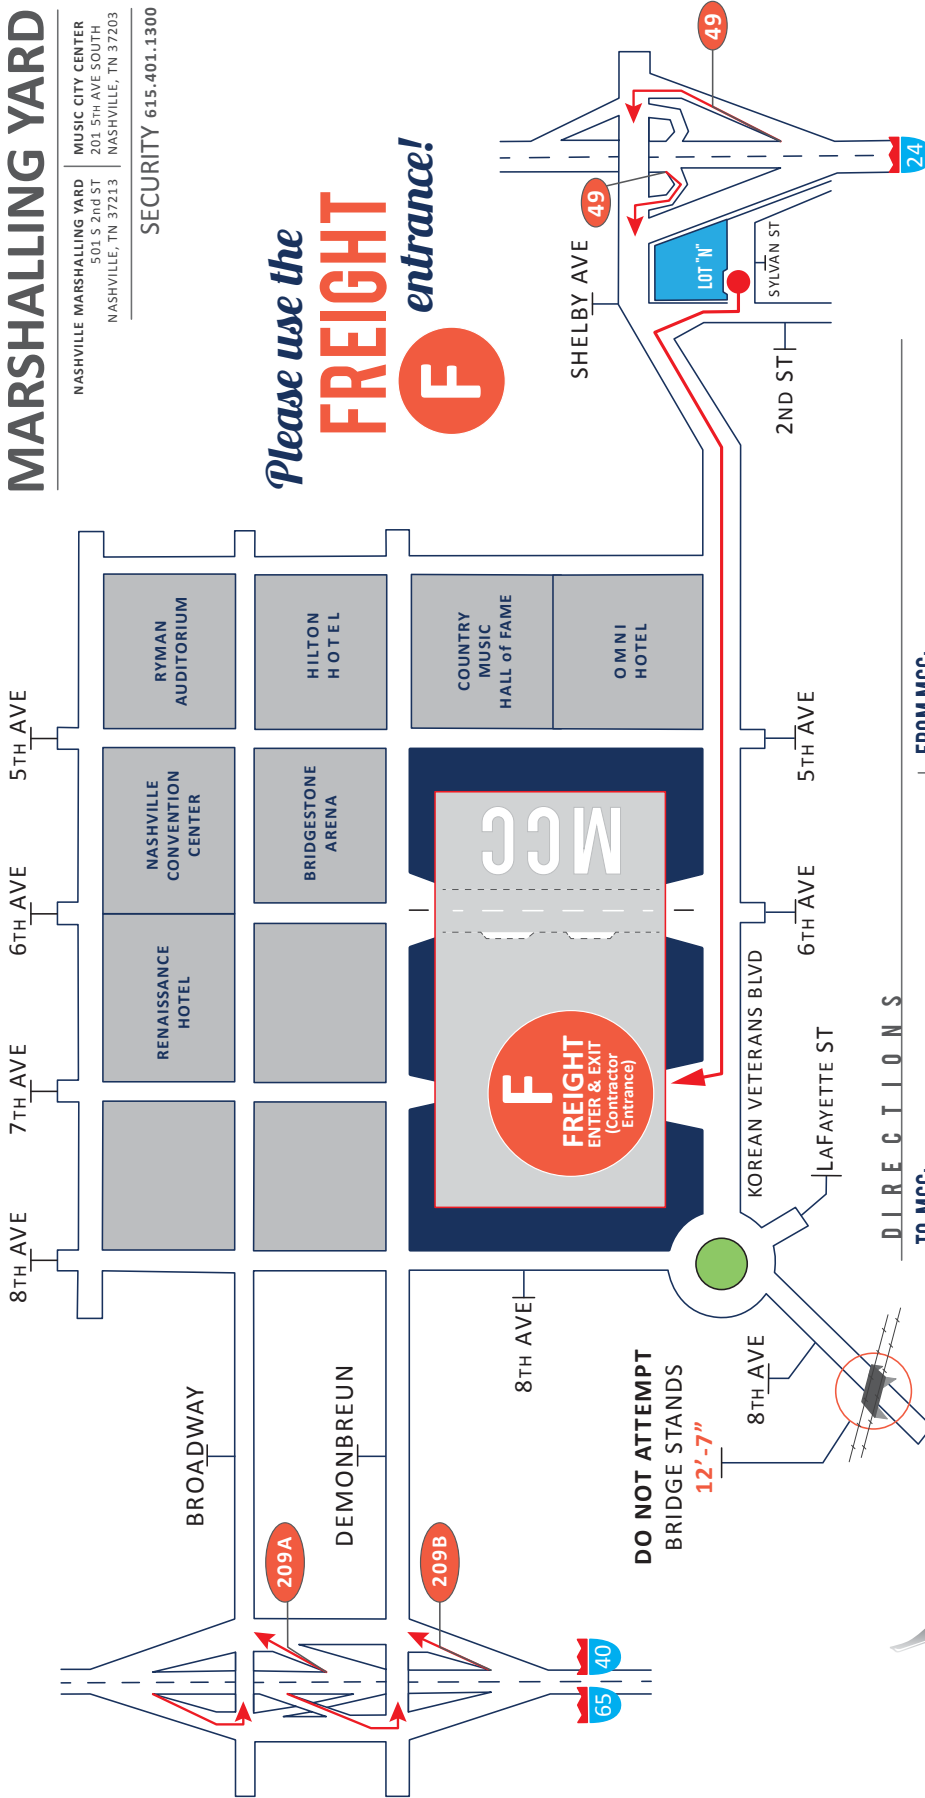 MARSHALLING YARD
NASHVILLE MARSHALLING YARD
501 S 2nd ST
NASHVILLE, TN 37213
MUSIC CITY CENTER
201 5TH AVE SOUTH
NASHVILLE, TN 37203
SECURITY 615.401.1300
Please use the
FREIGHT
F entrance!
8TH AVE
7TH AVE
6TH AVE
5TH AVE
RENAISSANCE
HOTEL
NASHVILLE
CONVENTION
CENTER
RYMAN
AUDITORIUM
BROADWAY
209A
BRIDGESTONE
ARENA
HILTON
HOTEL
DEMONBREUN
209B
COUNTRY
MUSIC
HALL of FAME
OMNI
HOTEL
MCC
F
FREIGHT
ENTER & EXIT
(Contractor
Entrance)
65
40
8TH AVE
DO NOT ATTEMPT
BRIDGE STANDS
12'-7"
8TH AVE
LAFAYETTE ST
KOREAN VETERANS BLVD
6TH AVE
5TH AVE
SHELBY AVE
49
49
LOT "N"
SYLVAN ST
2ND ST
24
DIRECTIONS
TO MCC:
FROM MCC: